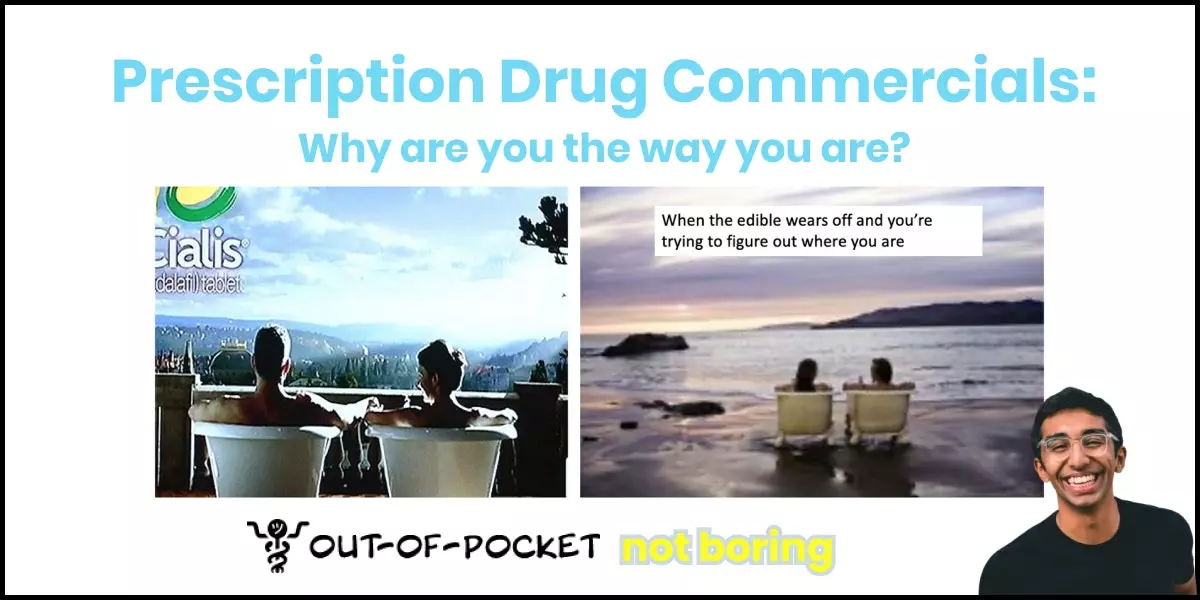 Prescription Drug Commercials:
Why are you the way you are?
Cialis®
dalafil) tablet
When the edible wears off and you're
trying to figure out where you are
OUT-OF-POCKET
not boring